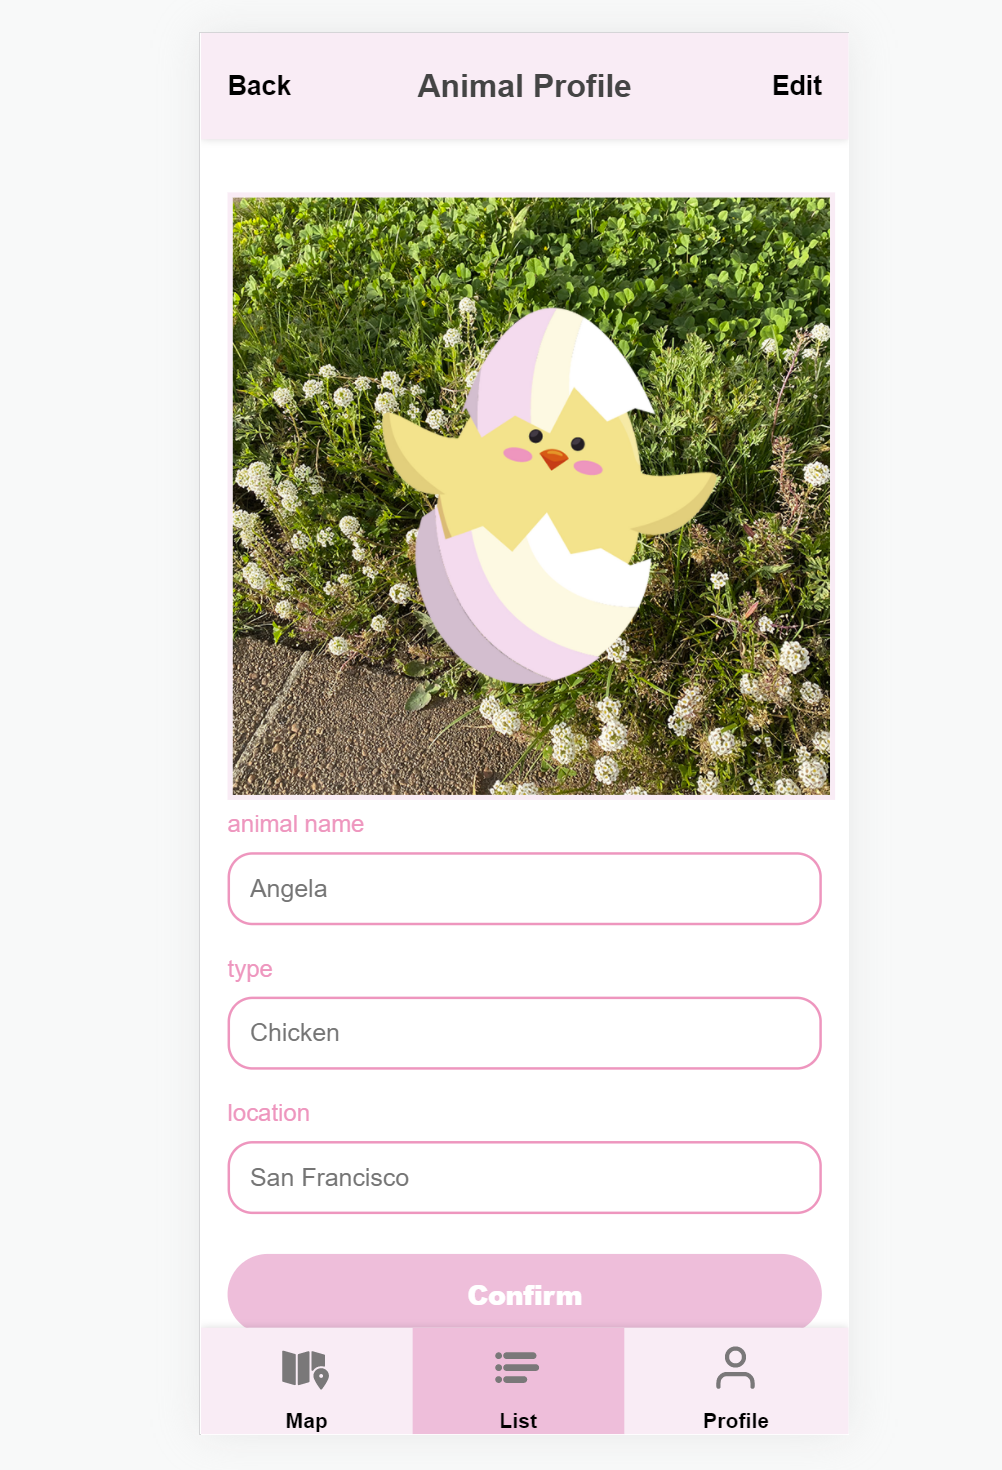 Back Animal Profile Edit
animal name
Angela
type
Chicken
location
San Francisco
Confirm
Map List Profile